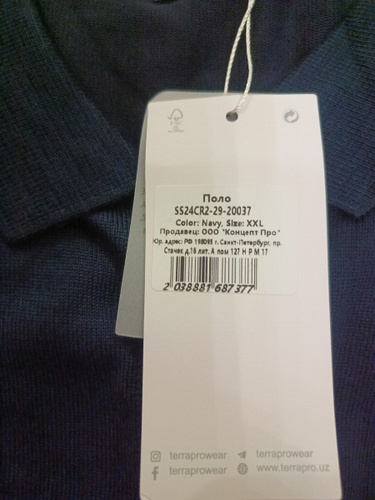 Поло
SS24CR2-29-20037
Color: Navy, Size: XXL
Продавец: ООО "Концепт Про"
Юр. адрес: РФ 198095 г. Санкт-Петербург, пр.
Стачек д.16 лит. А пом 127 Н Р М 17
2 038881 687377
terraprowear
terraprowear
terraprowear
www.terrapro.uz